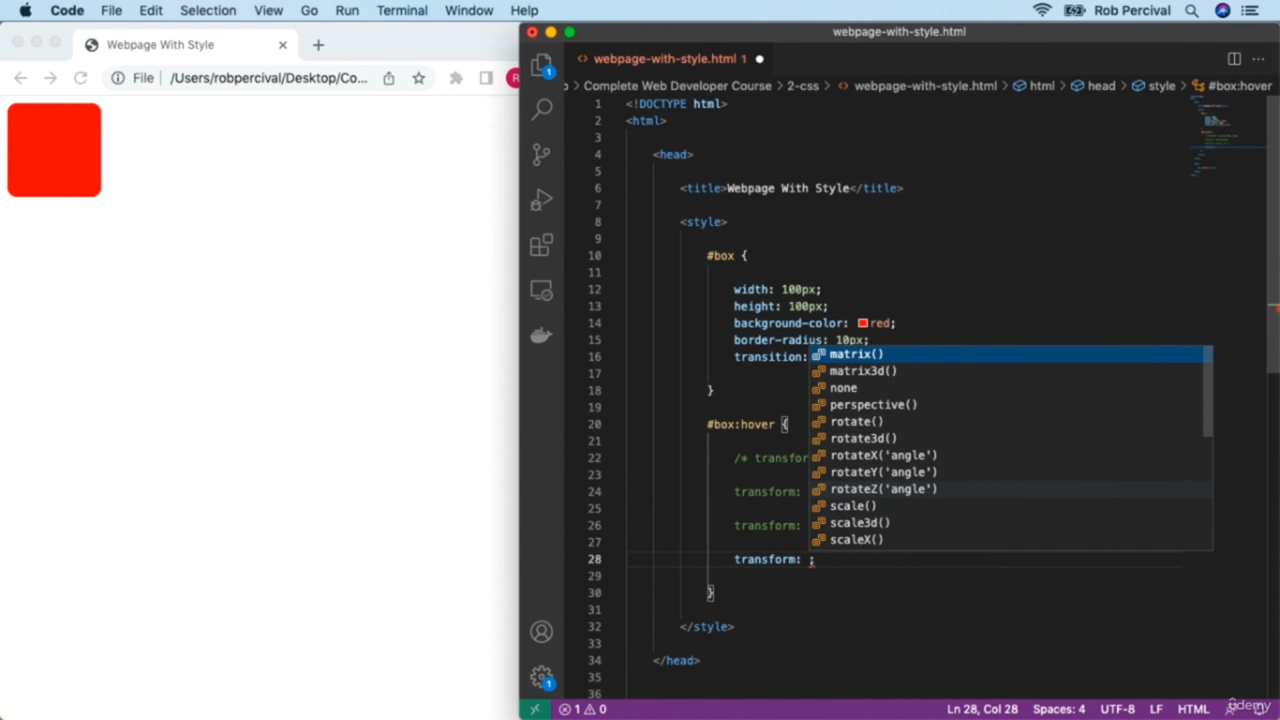 Code File Edit Selection View Go Run Terminal Window Help Rob Percival
Webpage With Style
File /Users/robpercival/Desktop/Co...
R
webpage-with-style.html
webpage-with-style.html 1
Complete Web Developer Course > 2-css > webpage-with-style.html > html > head > style > #box:hover
1
1 <!DOCTYPE html>
2 <html>
3
4 <head>
5
6 <title>Webpage With Style</title>
7
8 <style>
9
10 #box {
11
12 width: 100px;
13 height: 100px;
14 background-color: red;
15 border-radius: 10px;
16 transition:
17
18 }
19
20 #box:hover {
21
22 /* transfor
23
24 transform:
25
26 transform:
27
28 transform: ;
29
30 }
31
32 </style>
33
34 </head>
35
36
matrix()
matrix3d()
none
perspective()
rotate()
rotate3d()
rotateX('angle')
rotateY('angle')
rotateZ('angle')
scale()
scale3d()
scaleX()
1
1 0 Ln 28, Col 28 Spaces: 4 UTF-8 LF HTML
udemy